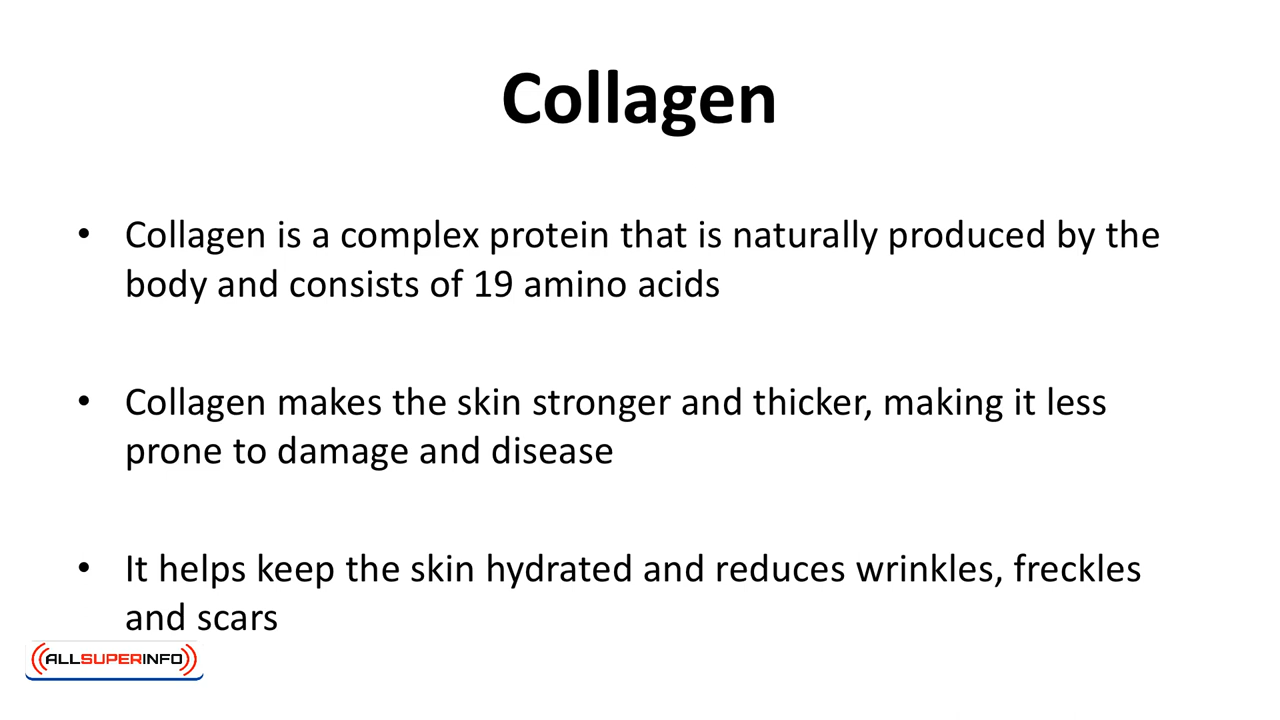 Collagen
• Collagen is a complex protein that is naturally produced by the
body and consists of 19 amino acids
• Collagen makes the skin stronger and thicker, making it less
prone to damage and disease
• It helps keep the skin hydrated and reduces wrinkles, freckles
and scars
ALLSUPERINFO